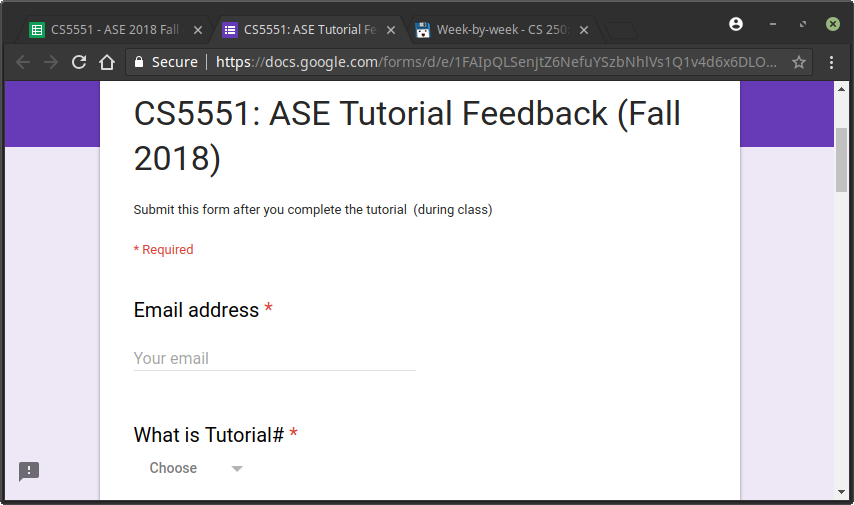 CS5551 - ASE 2018 Fall
CS5551: ASE Tutorial Fe
Week-by-week - CS 250:
Secure
https://docs.google.com/forms/d/e/1FAIpQLSenjtZ6NefuYSzbNhlVs1Q1v4d6x6DLO...
CS5551: ASE Tutorial Feedback (Fall
2018)
Submit this form after you complete the tutorial (during class)
* Required
Email address *
Your email
What is Tutorial# *
Choose